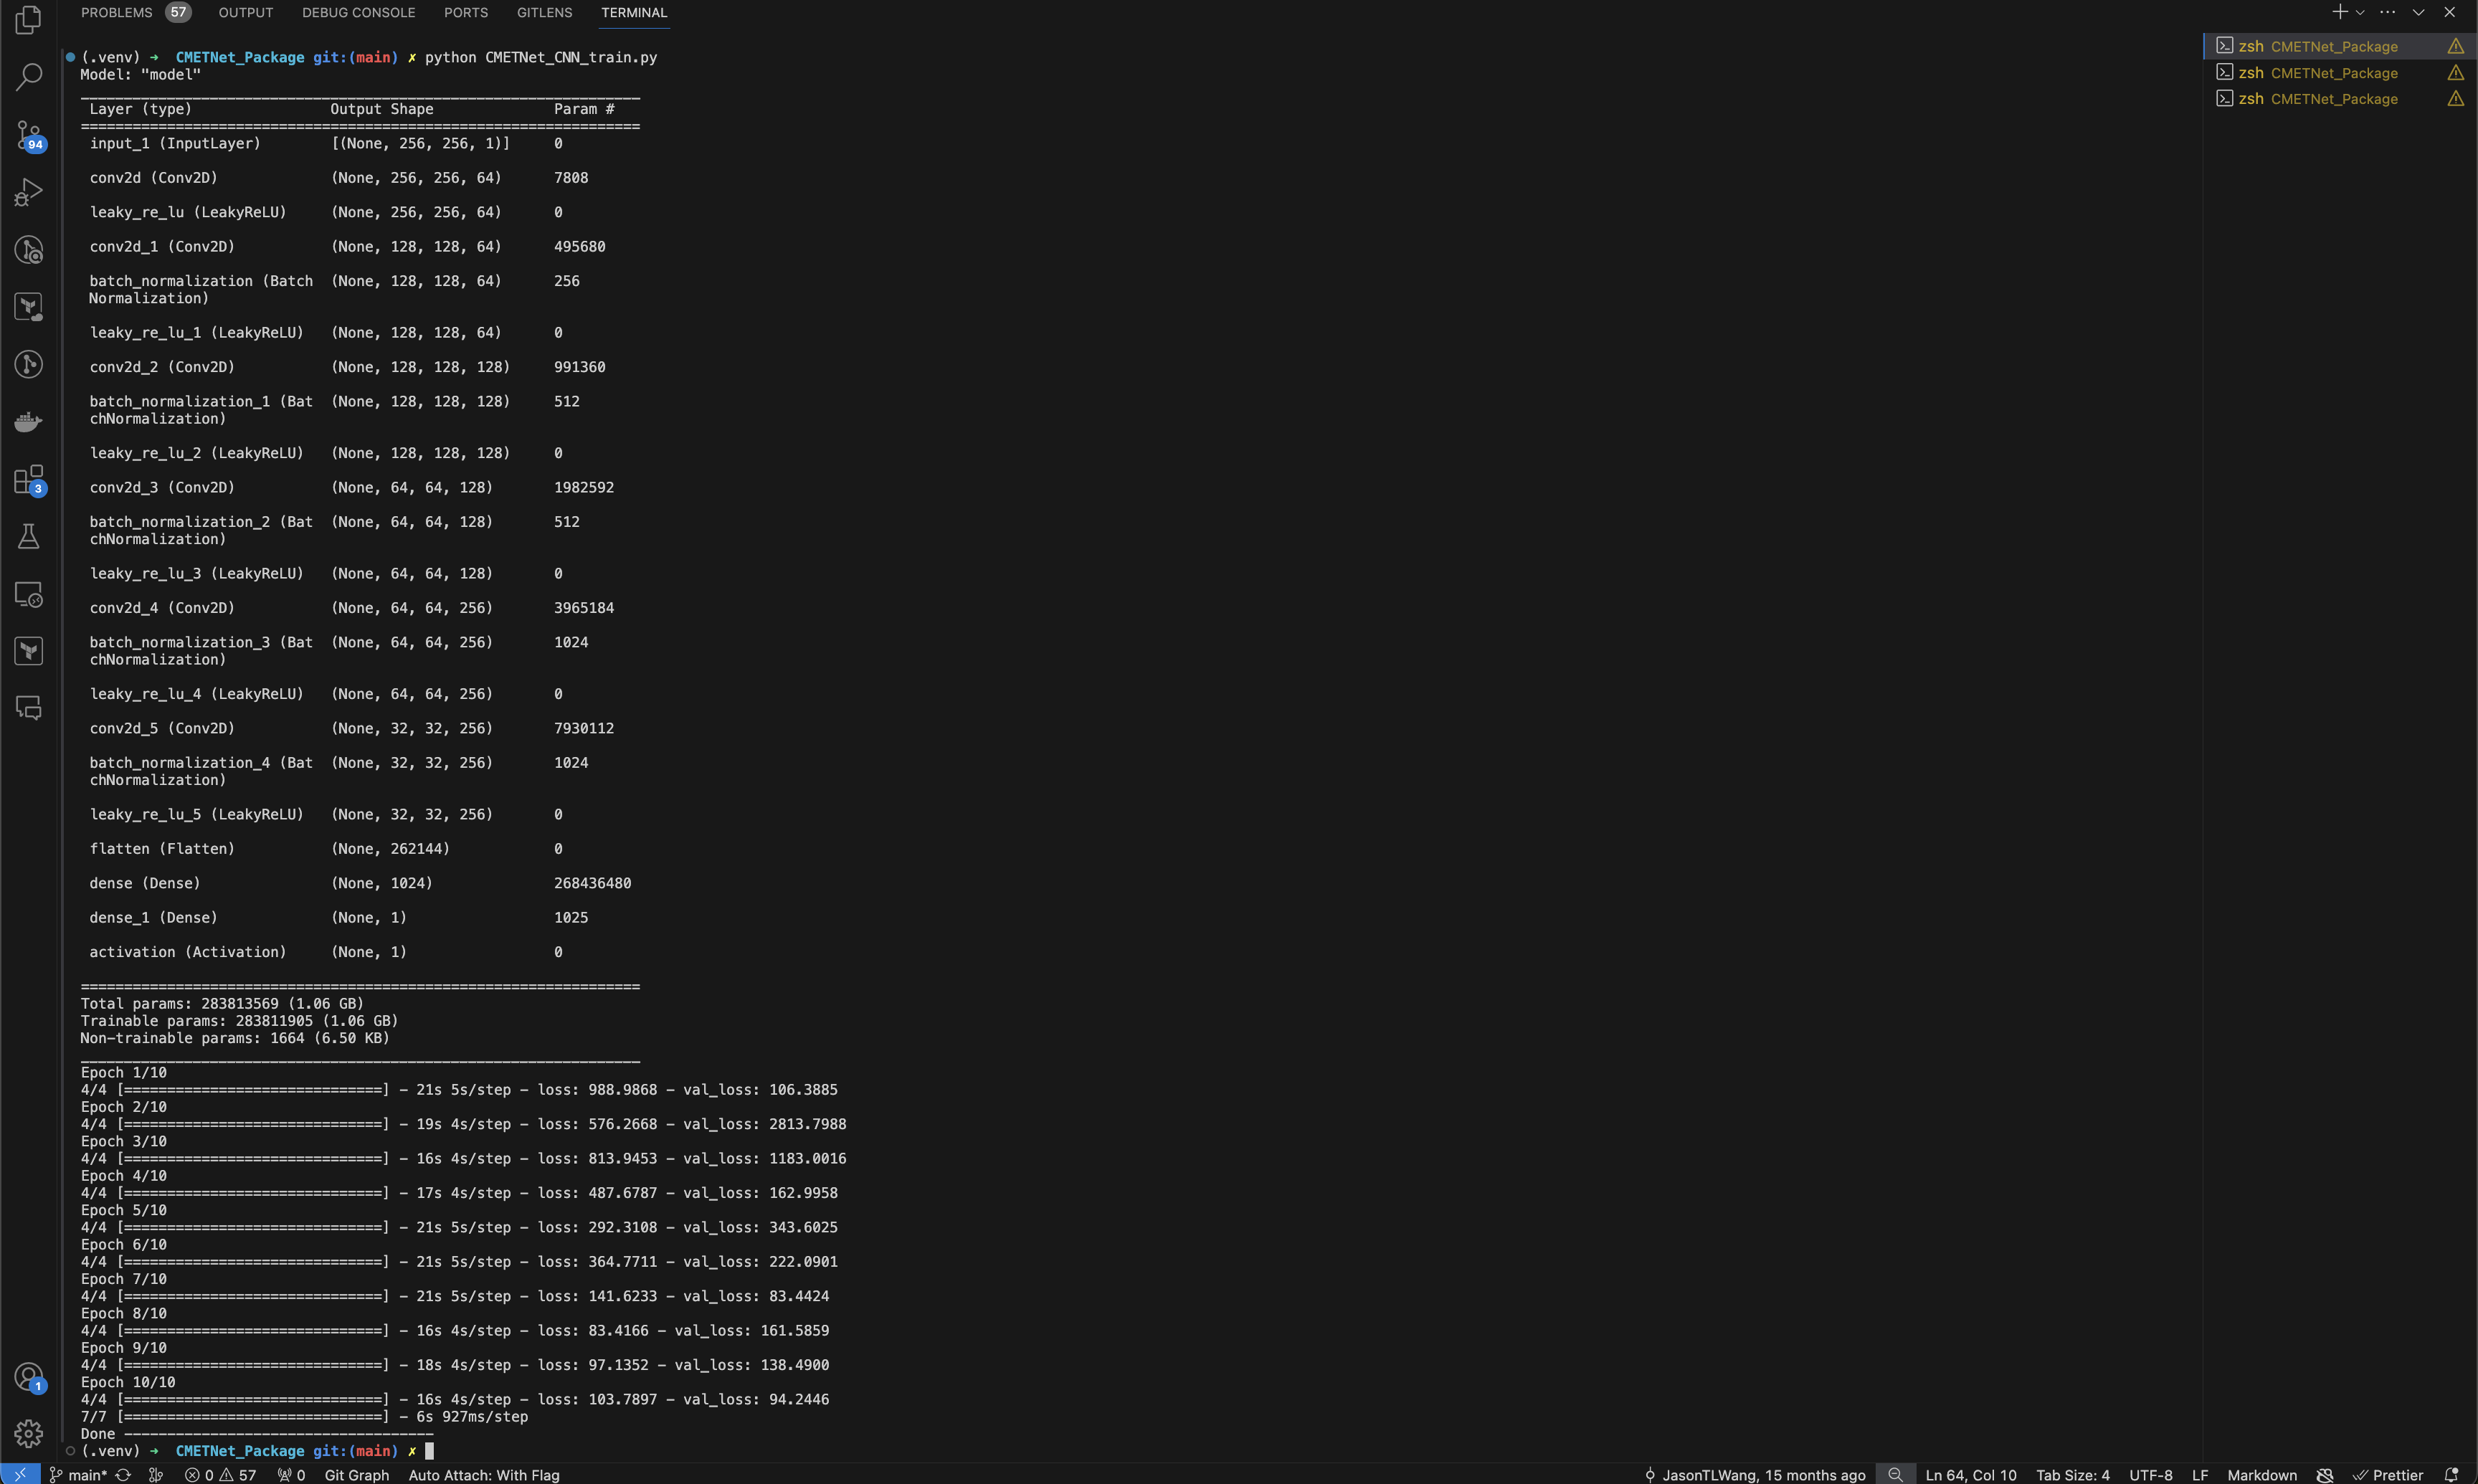 PROBLEMS 57 OUTPUT DEBUG CONSOLE PORTS GITLENS TERMINAL
(.venv) → CMETNet_Package git:(main) ✗ python CMETNet_CNN_train.py
Model: "model"
_________________________________________________________________
Layer (type) Output Shape Param #
=================================================================
input_1 (InputLayer) [(None, 256, 256, 1)] 0
conv2d (Conv2D) (None, 256, 256, 64) 7808
leaky_re_lu (LeakyReLU) (None, 256, 256, 64) 0
conv2d_1 (Conv2D) (None, 128, 128, 64) 495680
batch_normalization (Batch (None, 128, 128, 64) 256
Normalization)
leaky_re_lu_1 (LeakyReLU) (None, 128, 128, 64) 0
conv2d_2 (Conv2D) (None, 128, 128, 128) 991360
batch_normalization_1 (Bat (None, 128, 128, 128) 512
chNormalization)
leaky_re_lu_2 (LeakyReLU) (None, 128, 128, 128) 0
conv2d_3 (Conv2D) (None, 64, 64, 128) 1982592
batch_normalization_2 (Bat (None, 64, 64, 128) 512
chNormalization)
leaky_re_lu_3 (LeakyReLU) (None, 64, 64, 128) 0
conv2d_4 (Conv2D) (None, 64, 64, 256) 3965184
batch_normalization_3 (Bat (None, 64, 64, 256) 1024
chNormalization)
leaky_re_lu_4 (LeakyReLU) (None, 64, 64, 256) 0
conv2d_5 (Conv2D) (None, 32, 32, 256) 7930112
batch_normalization_4 (Bat (None, 32, 32, 256) 1024
chNormalization)
leaky_re_lu_5 (LeakyReLU) (None, 32, 32, 256) 0
flatten (Flatten) (None, 262144) 0
dense (Dense) (None, 1024) 268436480
dense_1 (Dense) (None, 1) 1025
activation (Activation) (None, 1) 0
=================================================================
Total params: 283813569 (1.06 GB)
Trainable params: 283811905 (1.06 GB)
Non-trainable params: 1664 (6.50 KB)
_________________________________________________________________
Epoch 1/10
4/4 [==============================] - 21s 5s/step - loss: 988.9868 - val_loss: 106.3885
Epoch 2/10
4/4 [==============================] - 19s 4s/step - loss: 576.2668 - val_loss: 2813.7988
Epoch 3/10
4/4 [==============================] - 16s 4s/step - loss: 813.9453 - val_loss: 1183.0016
Epoch 4/10
4/4 [==============================] - 17s 4s/step - loss: 487.6787 - val_loss: 162.9958
Epoch 5/10
4/4 [==============================] - 21s 5s/step - loss: 292.3108 - val_loss: 343.6025
Epoch 6/10
4/4 [==============================] - 21s 5s/step - loss: 364.7711 - val_loss: 222.0901
Epoch 7/10
4/4 [==============================] - 21s 5s/step - loss: 141.6233 - val_loss: 83.4424
Epoch 8/10
4/4 [==============================] - 16s 4s/step - loss: 83.4166 - val_loss: 161.5859
Epoch 9/10
4/4 [==============================] - 18s 4s/step - loss: 97.1352 - val_loss: 138.4900
Epoch 10/10
4/4 [==============================] - 16s 4s/step - loss: 103.7897 - val_loss: 94.2446
7/7 [==============================] - 6s 927ms/step
Done ------------------------------------
(.venv) → CMETNet_Package git:(main) ✗
zsh CMETNet_Package
zsh CMETNet_Package
zsh CMETNet_Package
94
3
1
main* 0 57 0 Git Graph Auto Attach: With Flag JasonTLWang, 15 months ago Ln 64, Col 10 Tab Size: 4 UTF-8 LF Markdown Prettier